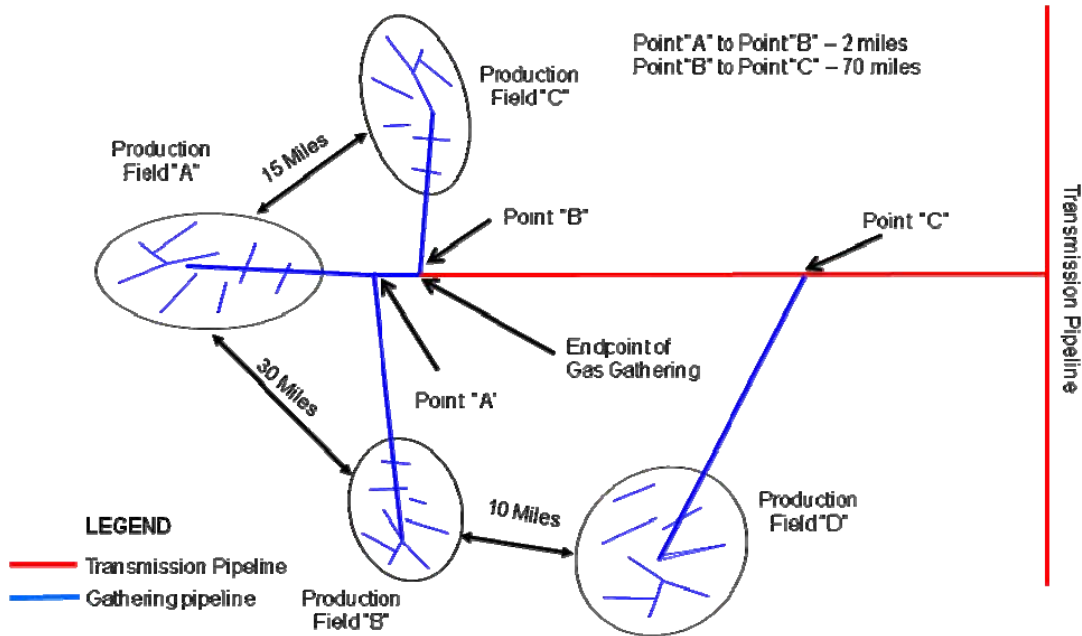 Point "A" to Point "B" – 2 miles
Point "B" to Point "C" – 70 miles
Production
Field "C"
Production
Field "A"
15 Miles
Point "B"
Point "C"
Transmission Pipeline
Endpoint of
Gas Gathering
30 Miles
Point "A"
10 Miles
Production
Field "D"
LEGEND
Transmission Pipeline
Gathering pipeline
Production
Field "B"